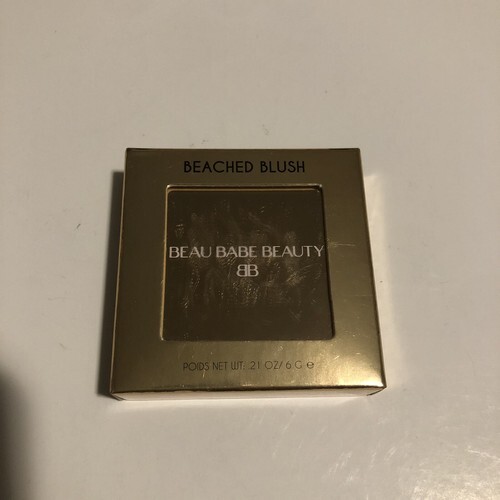 BEACHED BLUSH
BEAU BABE BEAUTY
BB
POIDS NET WT. .21 OZ/ 6 G e